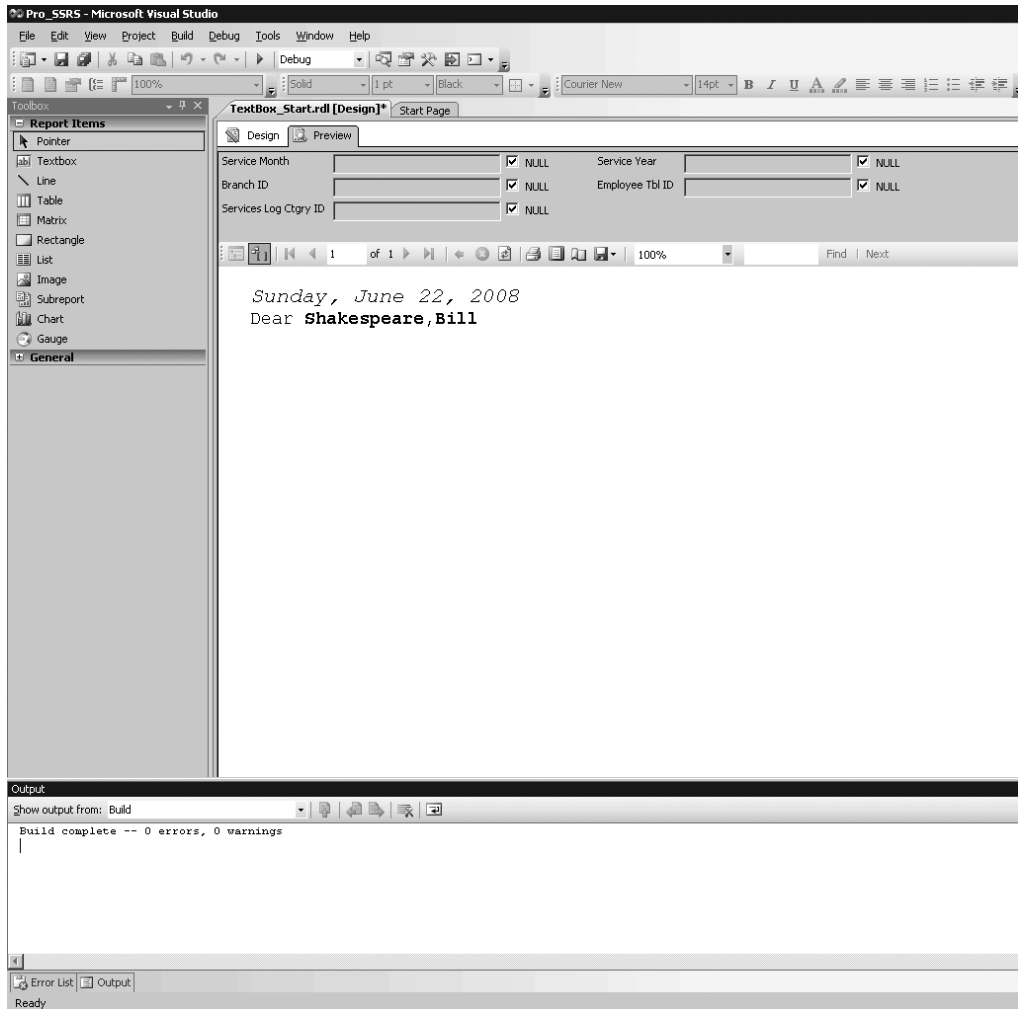 Pro_SSRS - Microsoft Visual Studio
File Edit View Project Build Debug Tools Window Help
Debug
100% Solid 1 pt Black Courier New 14pt B I U A
Toolbox
TextBox_Start.rdl [Design]* Start Page
Report Items
Design Preview
Pointer
Textbox
Line
Table
Matrix
Rectangle
List
Image
Subreport
Chart
Gauge
General
Service Month NULL Service Year NULL
Branch ID NULL Employee Tbl ID NULL
Services Log Ctgry ID NULL
1 of 1 100% Find | Next
Sunday, June 22, 2008
Dear Shakespeare,Bill
Output
Show output from: Build
Build complete -- 0 errors, 0 warnings
Error List Output
Ready